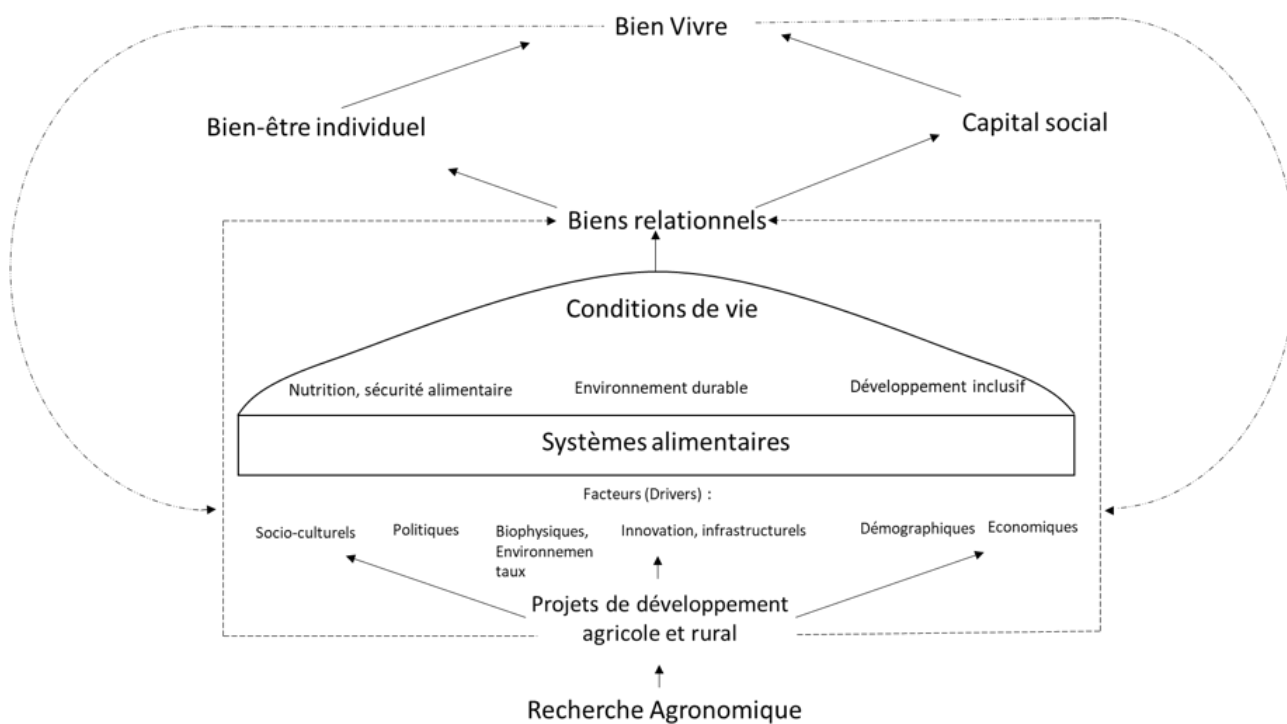 Bien Vivre
Bien-être individuel
Capital social
Biens relationnels
Conditions de vie
Nutrition, sécurité alimentaire
Environnement durable
Développement inclusif
Systèmes alimentaires
Facteurs (Drivers) :
Socio-culturels
Politiques
Biophysiques,
Environnemen
taux
Innovation, infrastructurels
Démographiques
Economiques
Projets de développement
agricole et rural
Recherche Agronomique